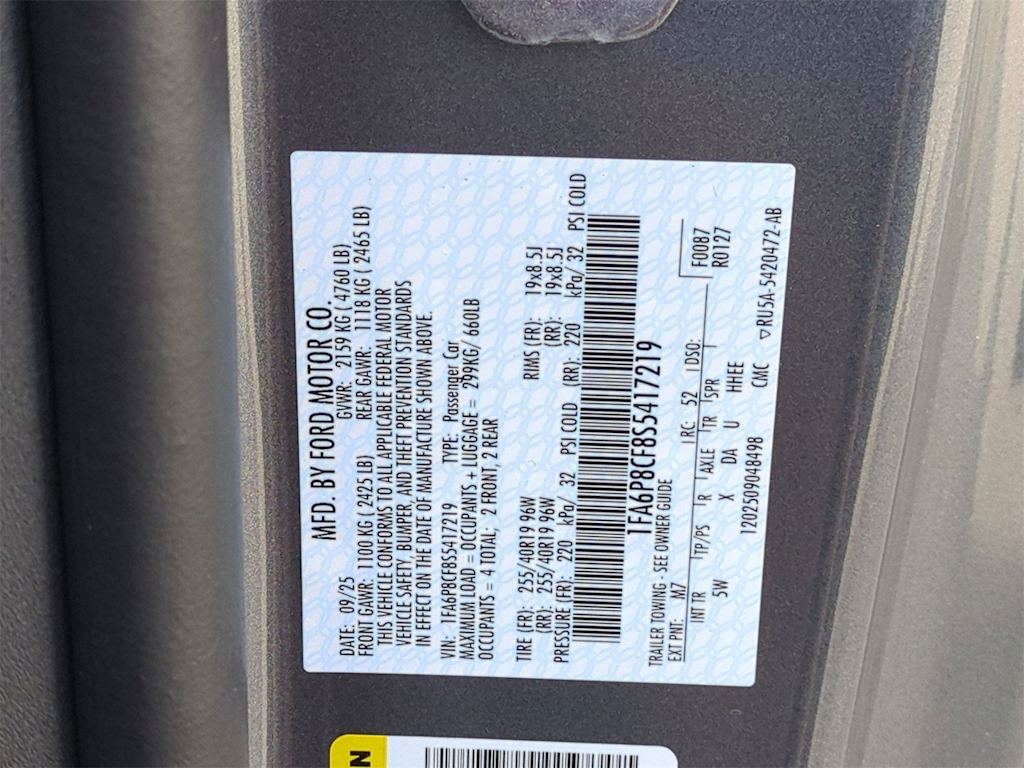 MFD. BY FORD MOTOR CO.
DATE: 09/25 GVWR: 2159 KG ( 4760 LB)
FRONT GAWR: 1100 KG ( 2425 LB) REAR GAWR: 1118 KG ( 2465 LB)
THIS VEHICLE CONFORMS TO ALL APPLICABLE FEDERAL MOTOR
VEHICLE SAFETY, BUMPER, AND THEFT PREVENTION STANDARDS
IN EFFECT ON THE DATE OF MANUFACTURE SHOWN ABOVE.
VIN: 1FA6P8CF8S5417219 TYPE: Passenger Car
MAXIMUM LOAD = OCCUPANTS + LUGGAGE = 299KG/ 660LB
OCCUPANTS = 4 TOTAL; 2 FRONT, 2 REAR
TIRE (FR): 255/40R19 96W RIMS (FR): 19x8.5J
(RR): 255/40R19 96W (RR): 19x8.5J
PRESSURE (FR): 220 kPa/ 32 PSI COLD (RR): 220 kPa/ 32 PSI COLD
1FA6P8CF8S5417219
TRAILER TOWING - SEE OWNER GUIDE
EXT PNT: M7 RC: 52 DSO: F0087
R0127
INT TR TP/PS R AXLE TR SPR
5W X DA U HHEE
1202509048498 CMC ▽RU5A-5420472-AB
N